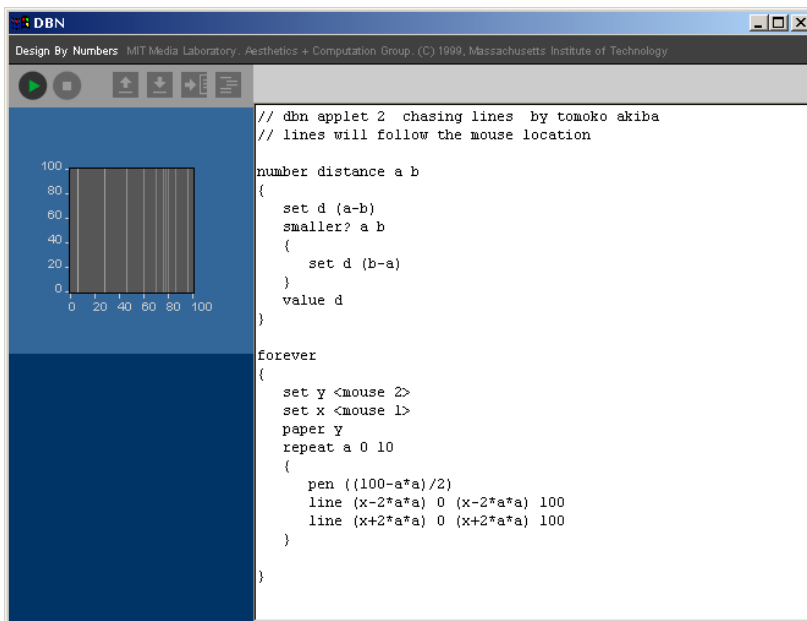 DBN
Design By Numbers MIT Media Laboratory. Aesthetics + Computation Group. (C) 1999, Massachusetts Institute of Technology
100
80
60
40
20
0
0 20 40 60 80 100
// dbn applet 2  chasing lines  by tomoko akiba
// lines will follow the mouse location
number distance a b
{
   set d (a-b)
   smaller? a b
   {
      set d (b-a)
   }
   value d
}
forever
{
   set y <mouse 2>
   set x <mouse 1>
   paper y
   repeat a 0 10
   {
      pen ((100-a*a)/2)
      line (x-2*a*a) 0 (x-2*a*a) 100
      line (x+2*a*a) 0 (x+2*a*a) 100
   }
}